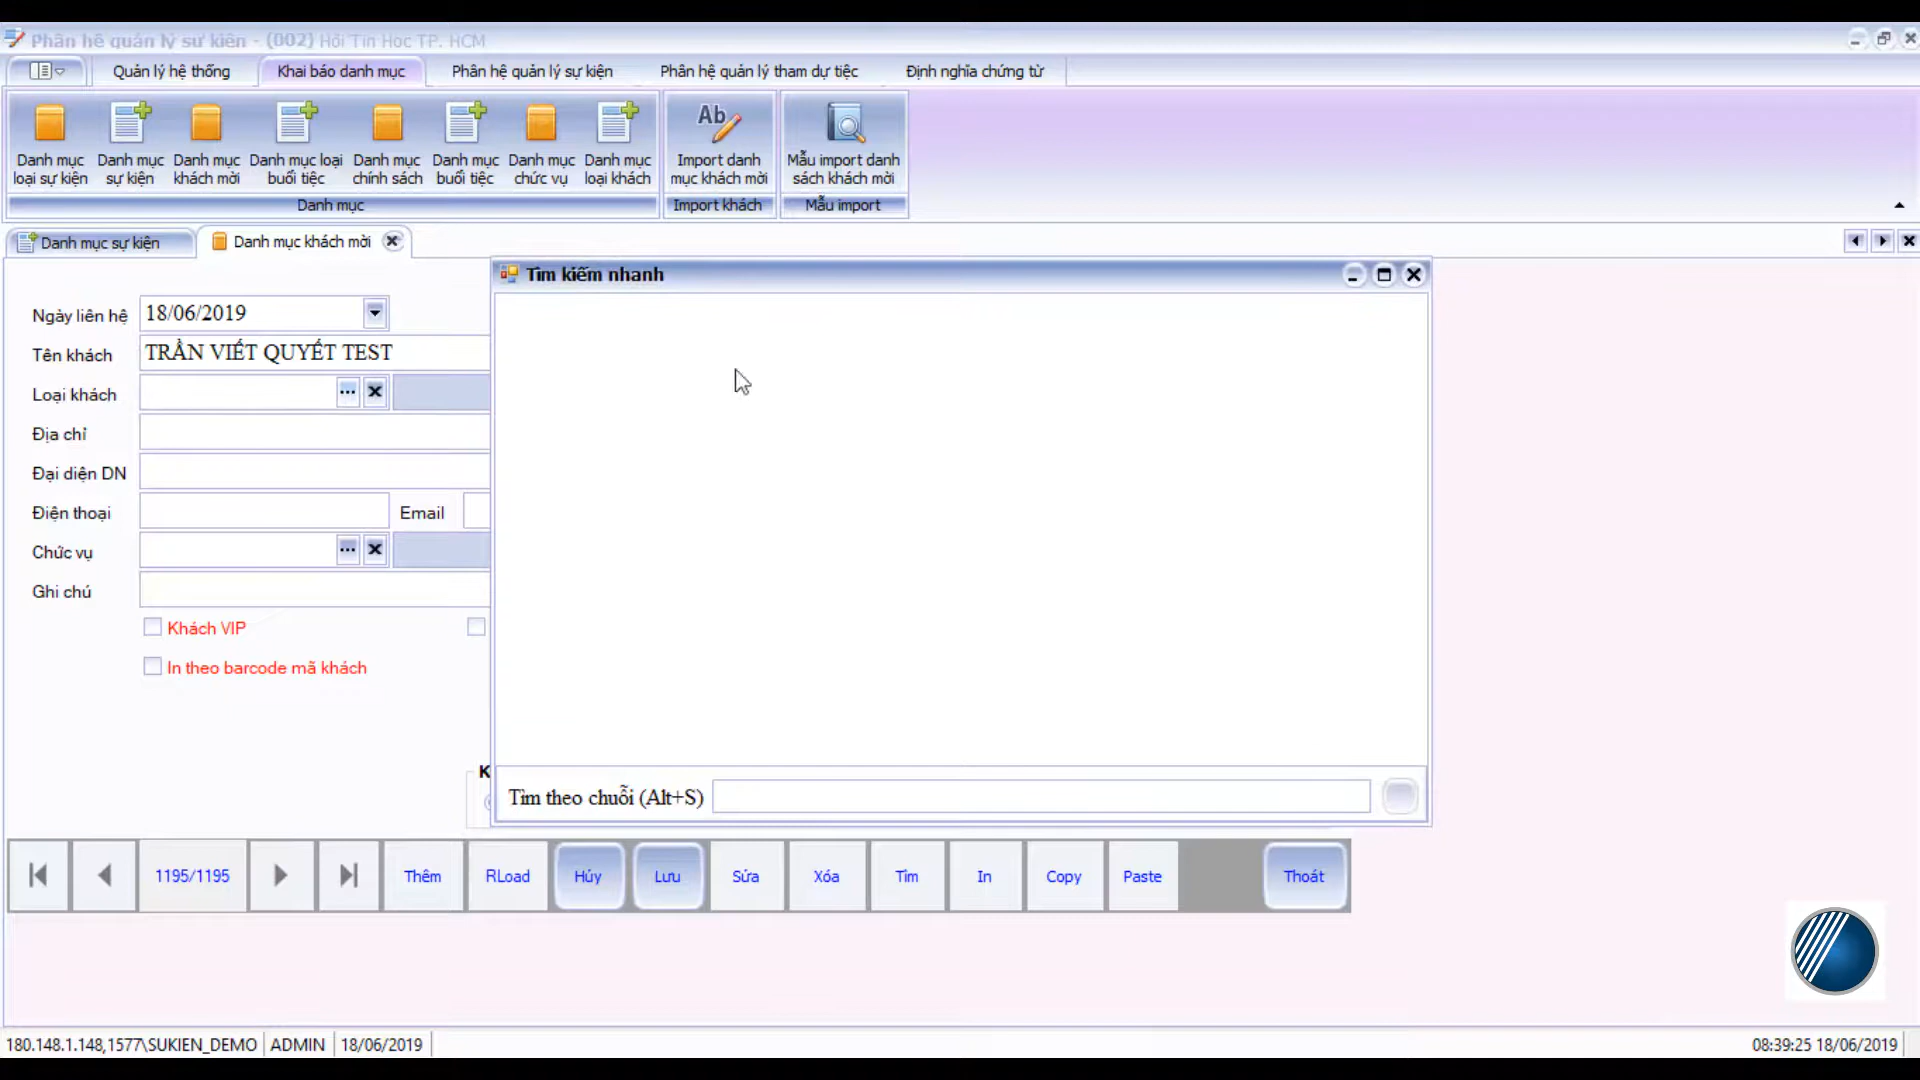 Phân hệ quản lý sự kiện - (002) Hội Tin Học TP. HCM
Quản lý hệ thống
Khai báo danh mục
Phân hệ quản lý sự kiện
Phân hệ quản lý tham dự tiệc
Định nghĩa chứng từ
Danh mục loại sự kiện
Danh mục sự kiện
Danh mục khách mời
Danh mục loại buổi tiệc
Danh mục chính sách
Danh mục buổi tiệc
Danh mục chức vụ
Danh mục loại khách
Import danh mục khách mời
Mẫu import danh sách khách mời
Danh mục
Import khách
Mẫu import
Danh mục sự kiện
Danh mục khách mời
Tìm kiếm nhanh
Ngày liên hệ 18/06/2019
Tên khách TRẦN VIẾT QUYẾT TEST
Loại khách
Địa chỉ
Đại diện DN
Điện thoại Email
Chức vụ
Ghi chú
Khách VIP
In theo barcode mã khách
K
Tìm theo chuỗi (Alt+S)
1195/1195 Thêm RLoad Hủy Lưu Sửa Xóa Tìm In Copy Paste Thoát
180.148.1.148,1577\SUKIEN_DEMO ADMIN 18/06/2019 08:39:25 18/06/2019